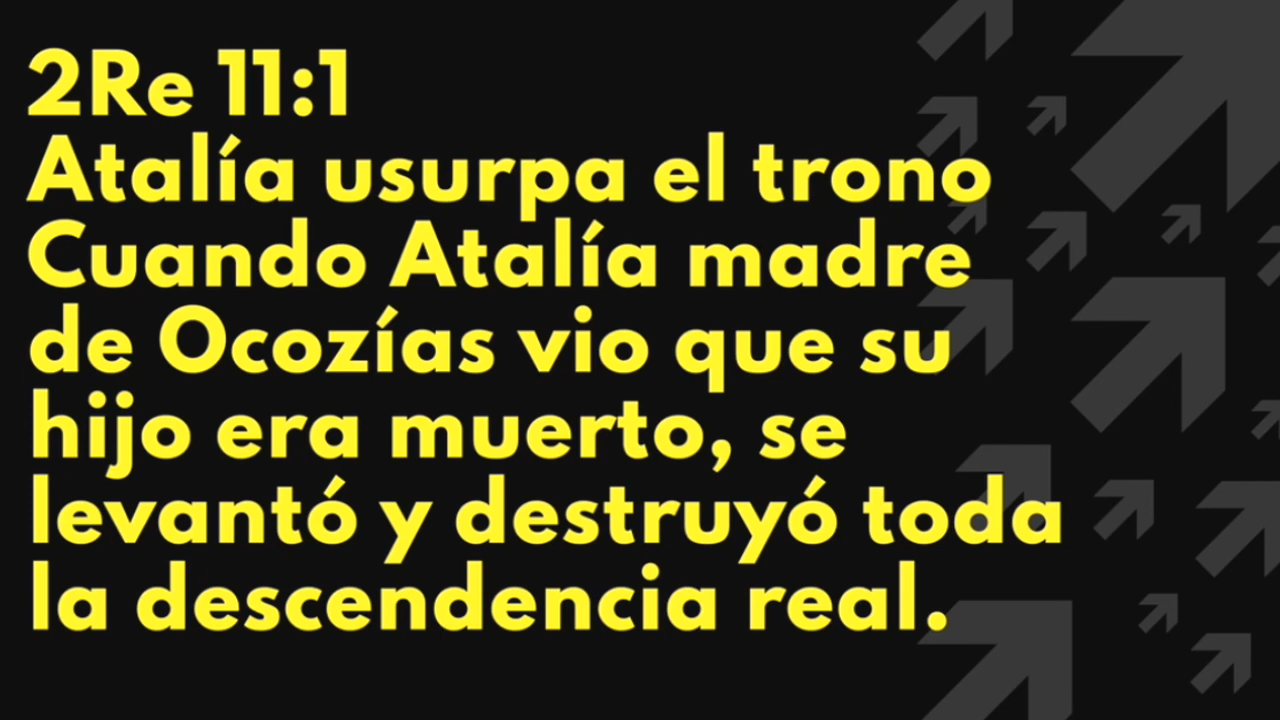 2Re 11:1
Atalía usurpa el trono
Cuando Atalía madre
de Ocozías vio que su
hijo era muerto, se
levantó y destruyó toda
la descendencia real.